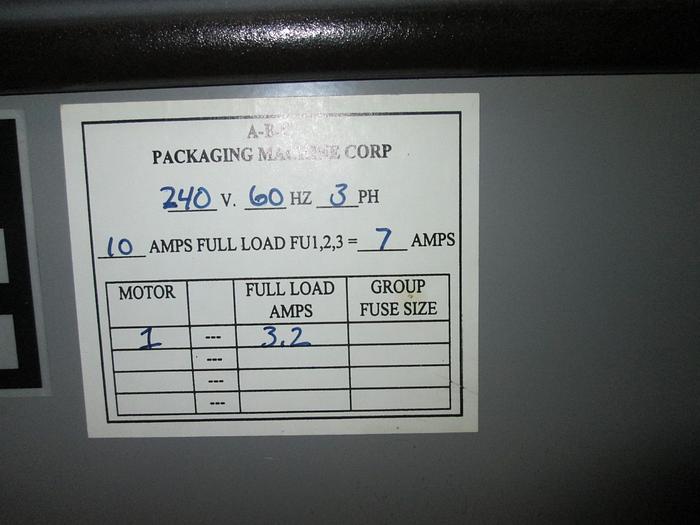 A-B-C
PACKAGING MACHINE CORP
240 V. 60 HZ 3 PH
10 AMPS FULL LOAD FU1,2,3 = 7 AMPS
MOTOR FULL LOAD AMPS GROUP FUSE SIZE
1 --- 3.2
---
---
---